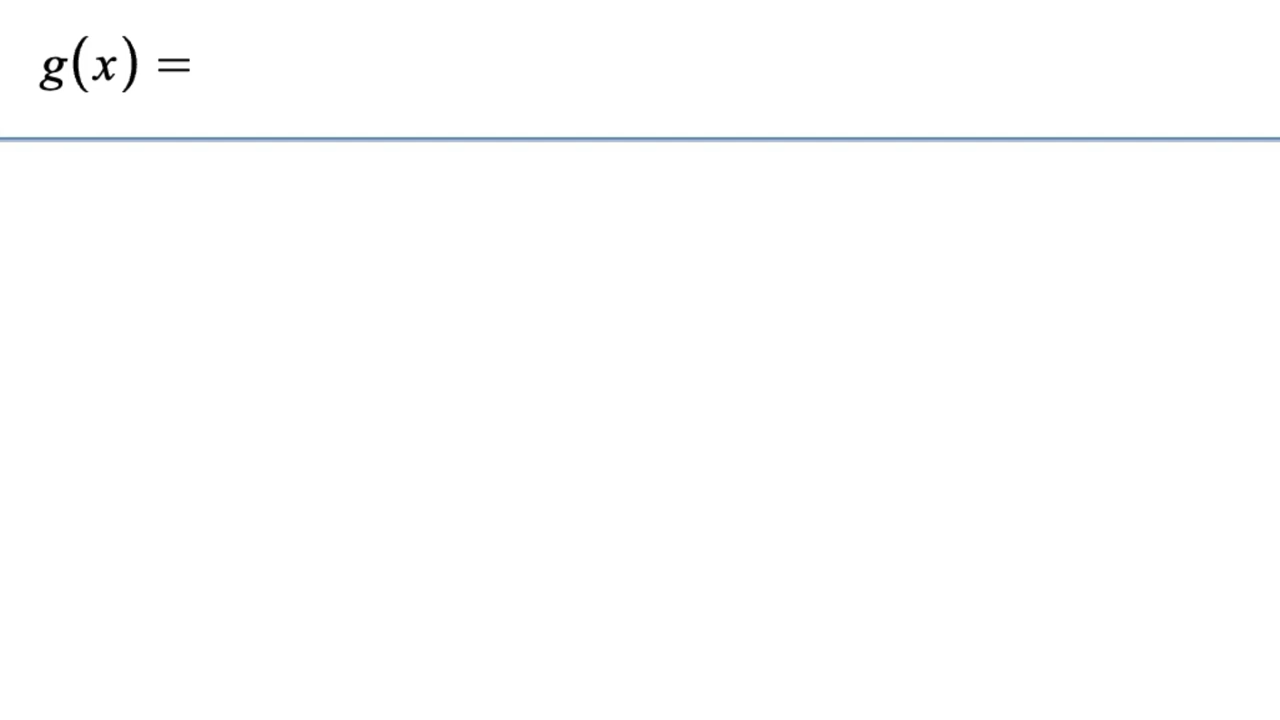 g(x) =